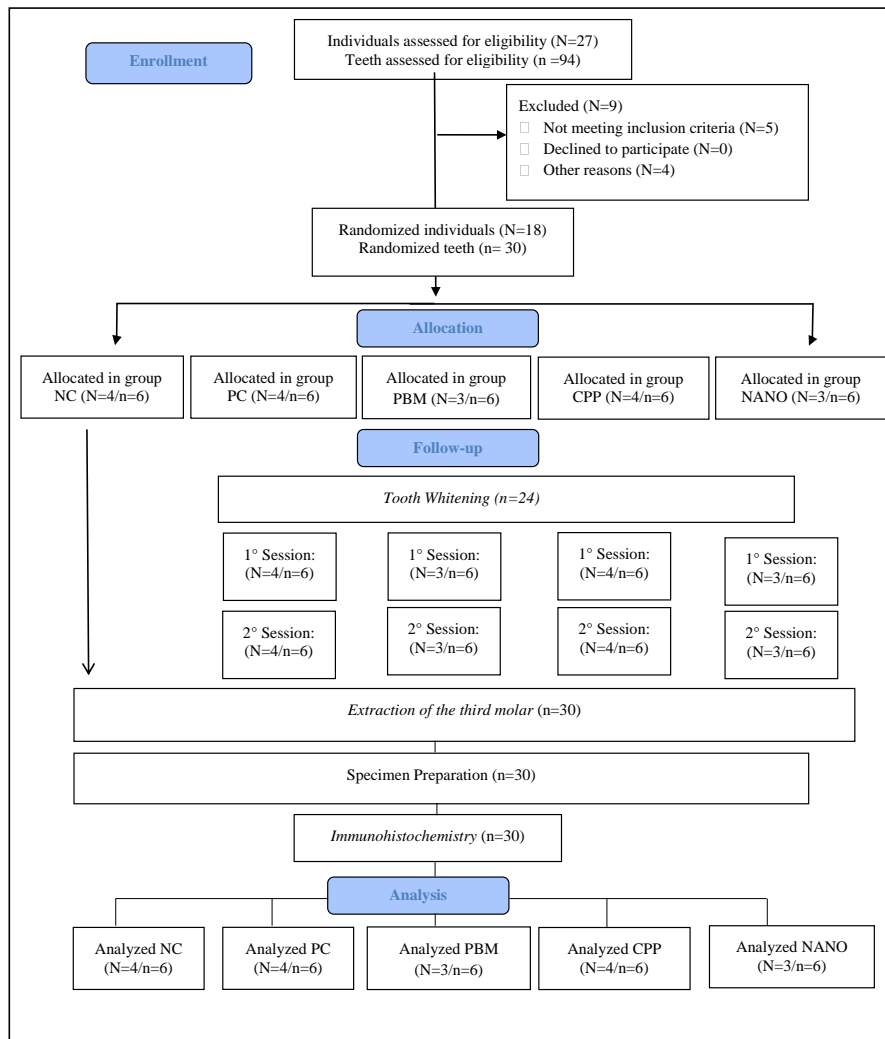 Enrollment
Individuals assessed for eligibility (N=27)
Teeth assessed for eligibility (n =94)
Excluded (N=9)
Not meeting inclusion criteria (N=5)
Declined to participate (N=0)
Other reasons (N=4)
Randomized individuals (N=18)
Randomized teeth (n= 30)
Allocation
Allocated in group
NC (N=4/n=6)
Allocated in group
PC (N=4/n=6)
Allocated in group
PBM (N=3/n=6)
Allocated in group
CPP (N=4/n=6)
Allocated in group
NANO (N=3/n=6)
Follow-up
Tooth Whitening (n=24)
1° Session:
(N=4/n=6)
1° Session:
(N=3/n=6)
1° Session:
(N=4/n=6)
1° Session:
(N=3/n=6)
2° Session:
(N=4/n=6)
2° Session:
(N=3/n=6)
2° Session:
(N=4/n=6)
2° Session:
(N=3/n=6)
Extraction of the third molar (n=30)
Specimen Preparation (n=30)
Immunohistochemistry (n=30)
Analysis
Analyzed NC
(N=4/n=6)
Analyzed PC
(N=4/n=6)
Analyzed PBM
(N=3/n=6)
Analyzed CPP
(N=4/n=6)
Analyzed NANO
(N=3/n=6)